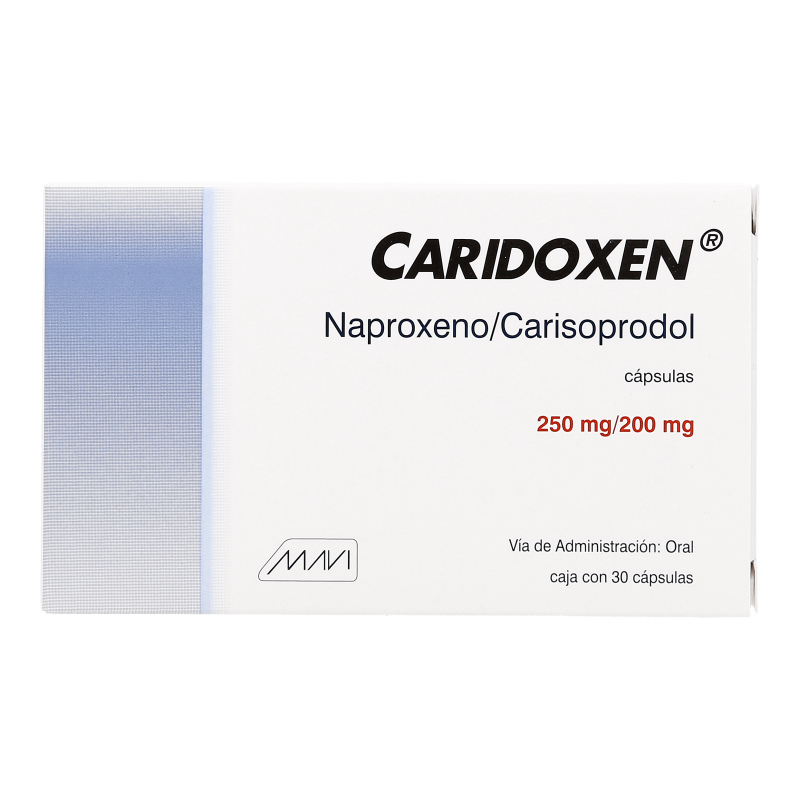 CARIDOXEN®
Naproxeno/Carisoprodol
cápsulas
250 mg/200 mg
MAVI
Vía de Administración: Oral
caja con 30 cápsulas